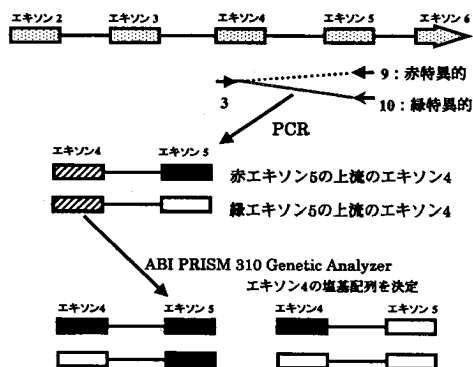 エキソン2 エキソン3 エキソン4 エキソン5 エキソン6
9：赤特異的
3
10：緑特異的
PCR
エキソン4 エキソン5
赤エキソン5の上流のエキソン4
緑エキソン5の上流のエキソン4
ABI PRISM 310 Genetic Analyzer
エキソン4の塩基配列を決定
エキソン4 エキソン5 エキソン4 エキソン5